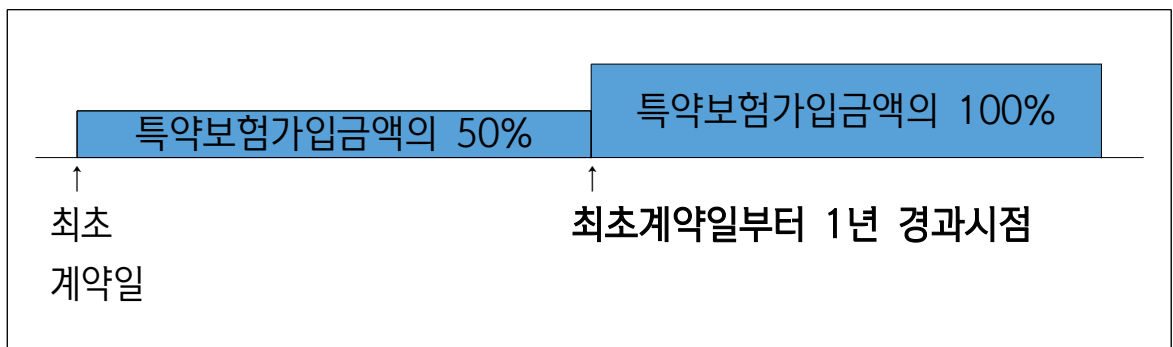 특약보험가입금액의 50%
특약보험가입금액의 100%
↑
↑
최초
계약일
최초계약일부터 1년 경과시점